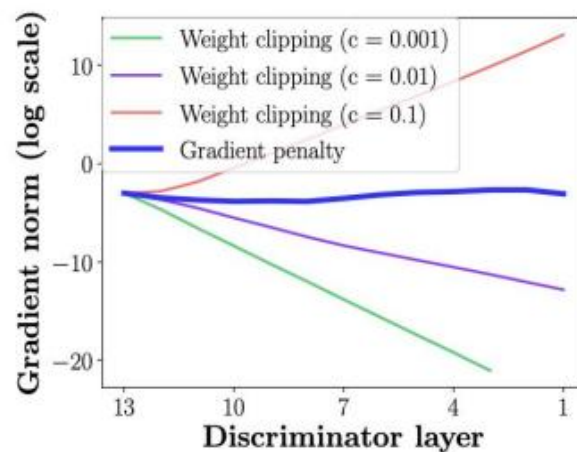 Weight clipping (c = 0.001)
Weight clipping (c = 0.01)
Weight clipping (c = 0.1)
Gradient penalty
Gradient norm (log scale)
10
0
−10
−20
13
10
7
4
1
Discriminator layer